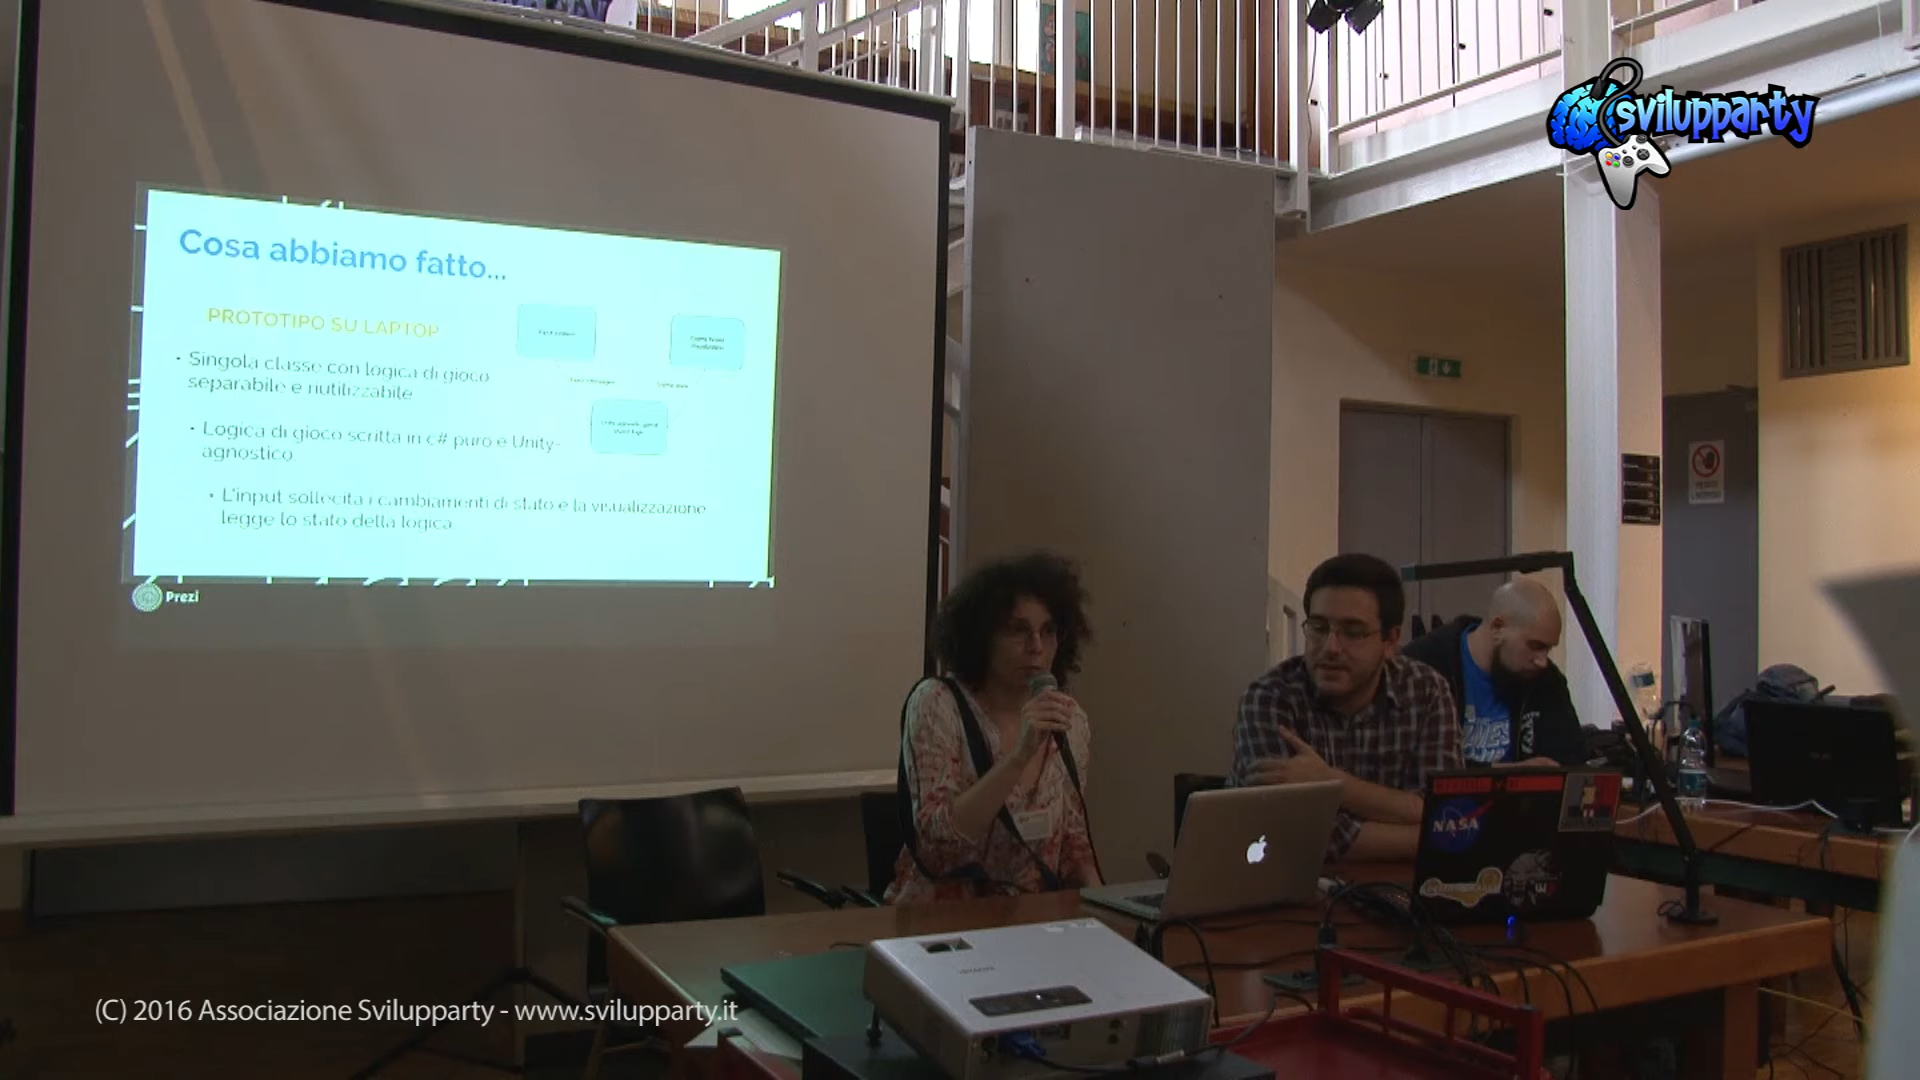 svilupparty
Cosa abbiamo fatto...
PROTOTIPO SU LAPTOP
• Singola classe con logica di gioco
separabile e riutilizzabile
• Logica di gioco scritta in c# puro e Unity-
agnostico
• L'input sollecita i cambiamenti di stato e la visualizzazione
legge lo stato della logica
Prezi
NASA
HITACHI
(C) 2016 Associazione Svilupparty - www.svilupparty.it